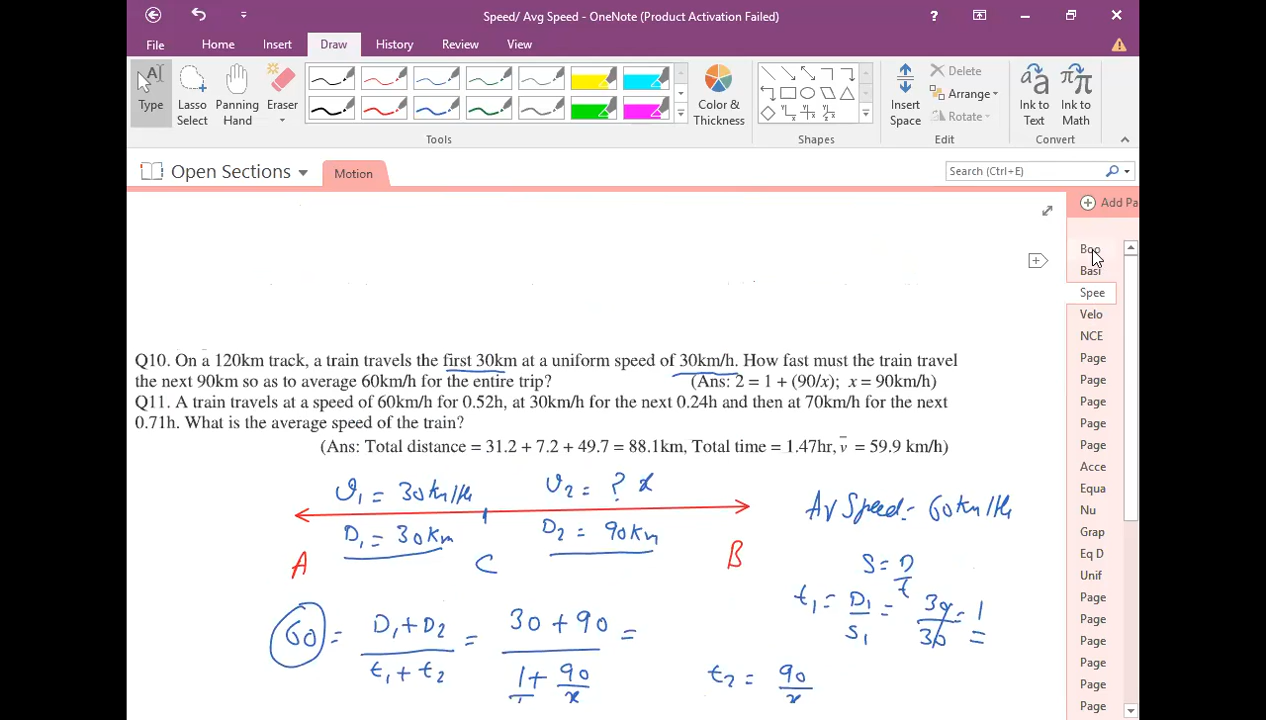 Speed/ Avg Speed - OneNote (Product Activation Failed)
File Home Insert Draw History Review View
Type
Lasso Select
Panning Hand
Eraser
Color & Thickness
Insert Space
Delete
Arrange
Rotate
Ink to Text
Ink to Math
Tools Shapes Edit Convert
Open Sections Motion Search (Ctrl+E)
Add Pa
Boo
Basi
Spee
Velo
NCE
Page
Page
Page
Page
Page
Acce
Equa
Nu
Grap
Eq D
Unif
Page
Page
Page
Page
Page
Page
Q10. On a 120km track, a train travels the first 30km at a uniform speed of 30km/h. How fast must the train travel
the next 90km so as to average 60km/h for the entire trip? (Ans: 2 = 1 + (90/x); x = 90km/h)
Q11. A train travels at a speed of 60km/h for 0.52h, at 30km/h for the next 0.24h and then at 70km/h for the next
0.71h. What is the average speed of the train?
(Ans: Total distance = 31.2 + 7.2 + 49.7 = 88.1km, Total time = 1.47hr, v̄ = 59.9 km/h)
v₁ = 30km/h v₂ = ? x
D₁ = 30km D₂ = 90km
A C B
Av Speed = 60km/h
S = D/t
t₁ = D₁/S₁ = 30/30 = 1
60 = D₁+D₂ / t₁+t₂ = 30+90 / 1+90/x =
t₂ = 90/x